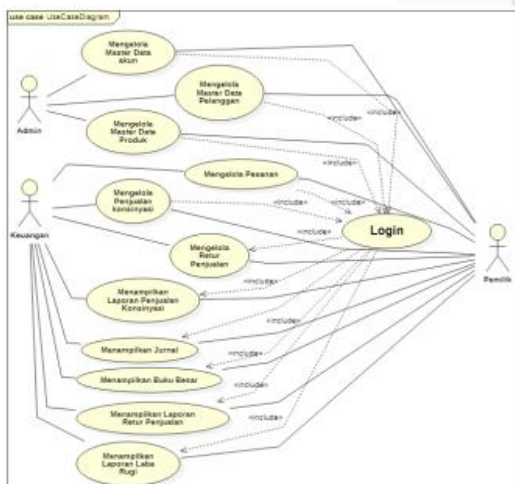 use case UseCaseDiagram
Mengelola
Master Data
akun
Mengelola
Master Data
Pelanggan
Admin
Mengelola
Master Data
Produk
«include»
«include»
Mengelola Pesanan
Keuangan
Mengelola
Penjualan
konsinyasi
«include»
«include»
«include»
Login
Mengelola
Retur
Penjualan
«include»
Pemilik
Menampilkan
Laporan Penjualan
Konsinyasi
«include»
«include»
Menampilkan Jurnal
«include»
Menampilkan Buku Besar
«include»
Menampilkan Laporan
Retur Penjualan
«include»
Menampilkan
Laporan Laba
Rugi